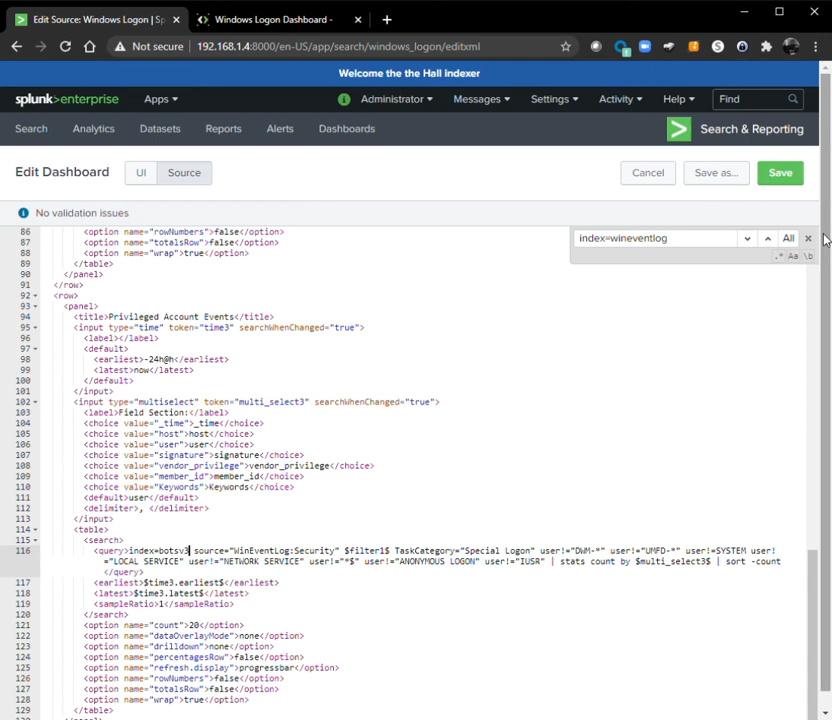 Edit Source: Windows Logon | Sp
Windows Logon Dashboard -
Not secure
192.168.1.4:8000/en-US/app/search/windows_logon/editxml
Welcome the the Hall indexer
splunk>enterprise Apps
Administrator Messages Settings Activity Help Find
Search Analytics Datasets Reports Alerts Dashboards Search & Reporting
Edit Dashboard UI Source Cancel Save as... Save
No validation issues
index=wineventlog All
.* Aa \b
86 <option name="rowNumbers">false</option>
87 <option name="totalsRow">false</option>
88 <option name="wrap">true</option>
89 </table>
90 </panel>
91 </row>
92 <row>
93 <panel>
94 <title>Privileged Account Events</title>
95 <input type="time" token="time3" searchWhenChanged="true">
96 <label></label>
97 <default>
98 <earliest>-24h@h</earliest>
99 <latest>now</latest>
100 </default>
101 </input>
102 <input type="multiselect" token="multi_select3" searchWhenChanged="true">
103 <label>Field Section:</label>
104 <choice value="_time">_time</choice>
105 <choice value="host">host</choice>
106 <choice value="user">user</choice>
107 <choice value="signature">signature</choice>
108 <choice value="vendor_privilege">vendor_privilege</choice>
109 <choice value="member_id">member_id</choice>
110 <choice value="Keywords">Keywords</choice>
111 <default>user</default>
112 <delimiter>, </delimiter>
113 </input>
114 <table>
115 <search>
116 <query>index=botsv3 source="WinEventLog:Security" $filter1$ TaskCategory="Special Logon" user!="DWM-*" user!="UMFD-*" user!=SYSTEM user!
="LOCAL SERVICE" user!="NETWORK SERVICE" user!="*$" user!="ANONYMOUS LOGON" user!="IUSR" | stats count by $multi_select3$ | sort -count
</query>
117 <earliest>$time3.earliest$</earliest>
118 <latest>$time3.latest$</latest>
119 <sampleRatio>1</sampleRatio>
120 </search>
121 <option name="count">20</option>
122 <option name="dataOverlayMode">none</option>
123 <option name="drilldown">none</option>
124 <option name="percentagesRow">false</option>
125 <option name="refresh.display">progressbar</option>
126 <option name="rowNumbers">false</option>
127 <option name="totalsRow">false</option>
128 <option name="wrap">true</option>
129 </table>